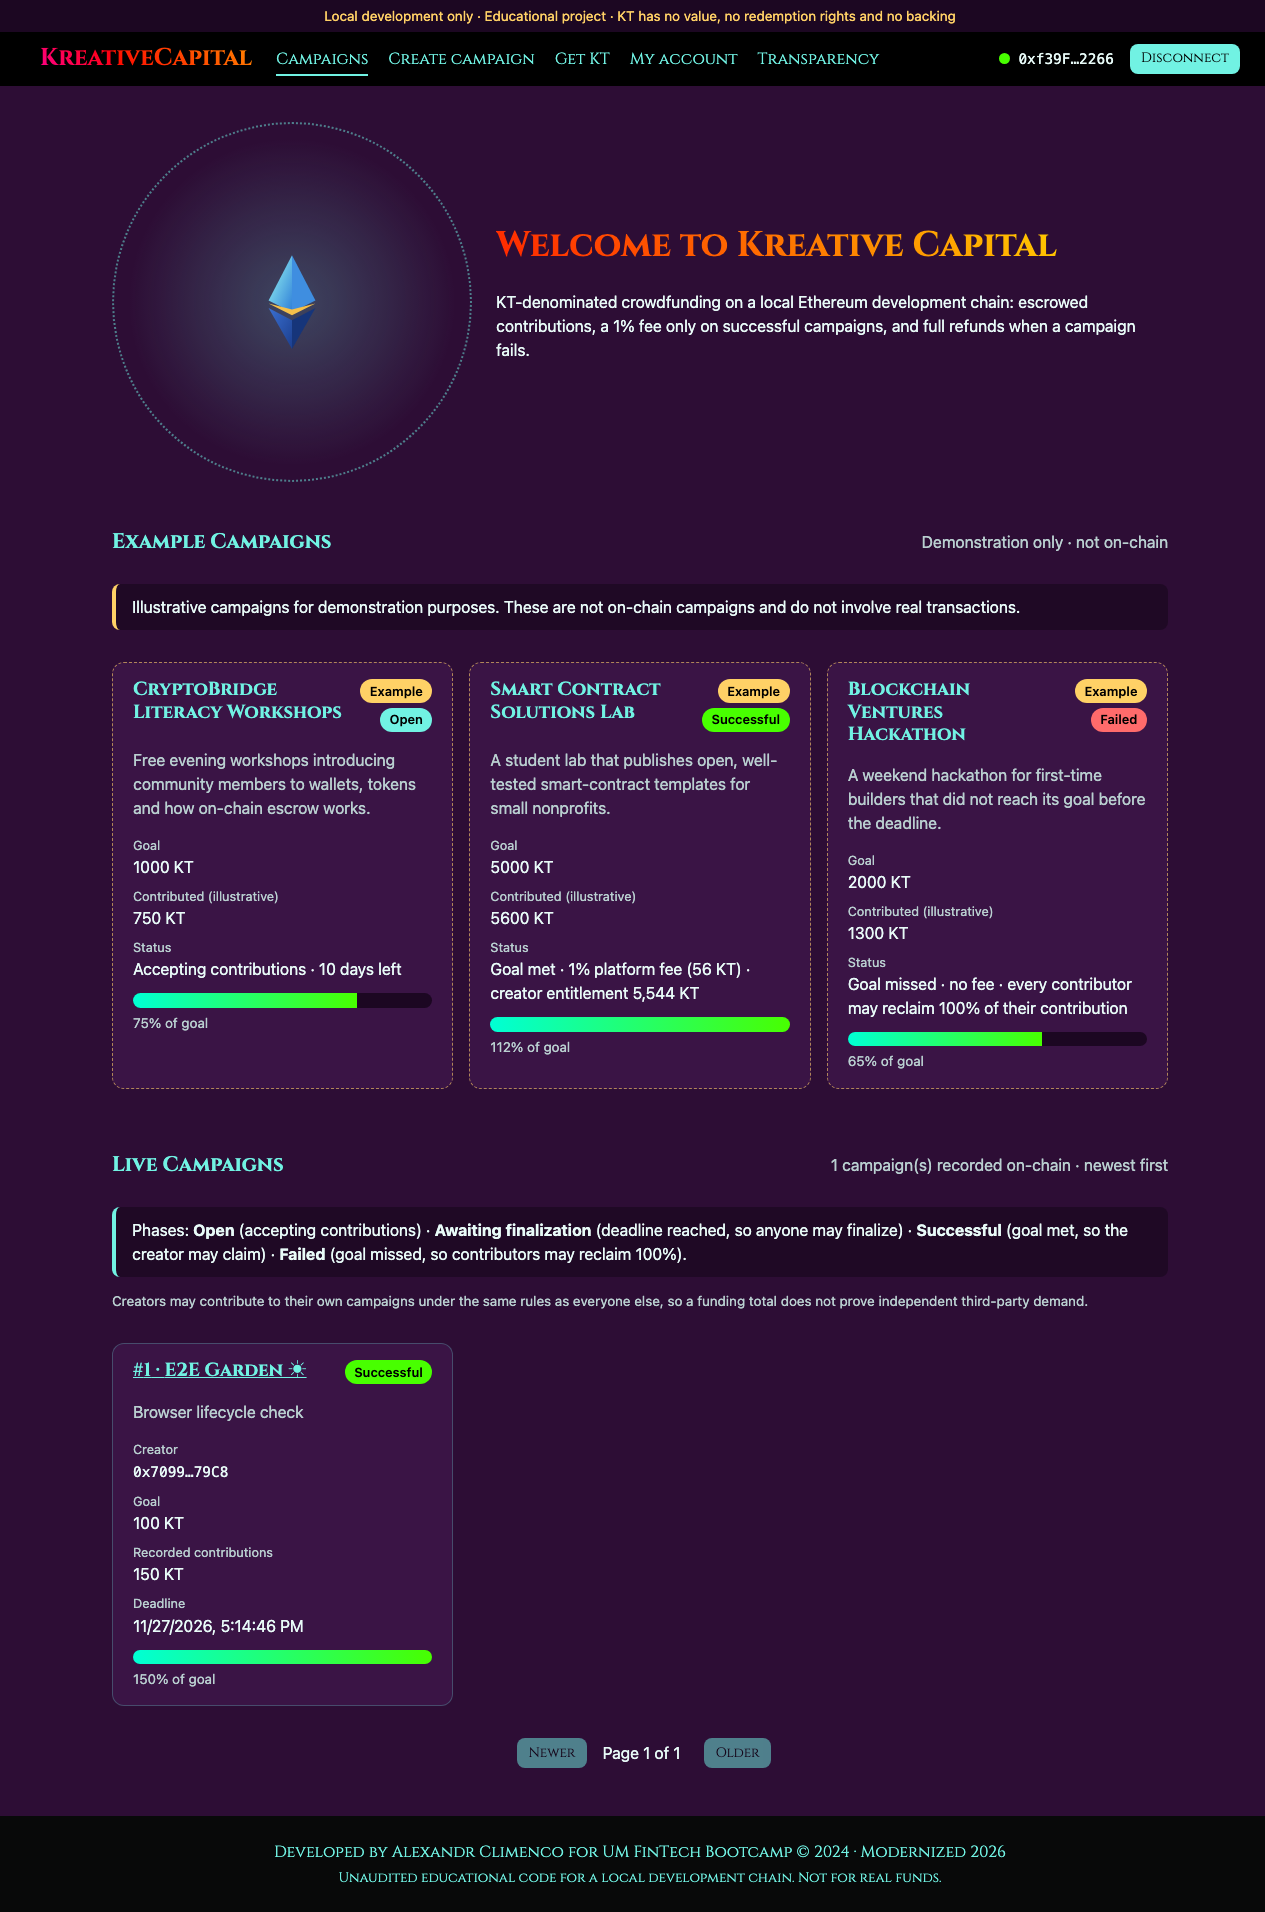 Local development only · Educational project · KT has no value, no redemption rights and no backing
KreativeCapital
Campaigns
Create campaign
Get KT
My account
Transparency
0xf39F…2266
Disconnect
Welcome to Kreative Capital
KT-denominated crowdfunding on a local Ethereum development chain: escrowed
contributions, a 1% fee only on successful campaigns, and full refunds when a campaign
fails.
Example Campaigns
Demonstration only · not on-chain
Illustrative campaigns for demonstration purposes. These are not on-chain campaigns and do not involve real transactions.
CryptoBridge
Literacy Workshops
Example
Open
Free evening workshops introducing
community members to wallets, tokens
and how on-chain escrow works.
Goal
1000 KT
Contributed (illustrative)
750 KT
Status
Accepting contributions · 10 days left
75% of goal
Smart Contract
Solutions Lab
Example
Successful
A student lab that publishes open, well-
tested smart-contract templates for
small nonprofits.
Goal
5000 KT
Contributed (illustrative)
5600 KT
Status
Goal met · 1% platform fee (56 KT) ·
creator entitlement 5,544 KT
112% of goal
Blockchain
Ventures
Hackathon
Example
Failed
A weekend hackathon for first-time
builders that did not reach its goal before
the deadline.
Goal
2000 KT
Contributed (illustrative)
1300 KT
Status
Goal missed · no fee · every contributor
may reclaim 100% of their contribution
65% of goal
Live Campaigns
1 campaign(s) recorded on-chain · newest first
Phases: Open (accepting contributions) · Awaiting finalization (deadline reached, so anyone may finalize) · Successful (goal met, so the
creator may claim) · Failed (goal missed, so contributors may reclaim 100%).
Creators may contribute to their own campaigns under the same rules as everyone else, so a funding total does not prove independent third-party demand.
#1 · E2E Garden ☀
Successful
Browser lifecycle check
Creator
0x7099…79C8
Goal
100 KT
Recorded contributions
150 KT
Deadline
11/27/2026, 5:14:46 PM
150% of goal
Newer
Page 1 of 1
Older
Developed by Alexandr Climenco for UM FinTech Bootcamp © 2024 · Modernized 2026
Unaudited educational code for a local development chain. Not for real funds.